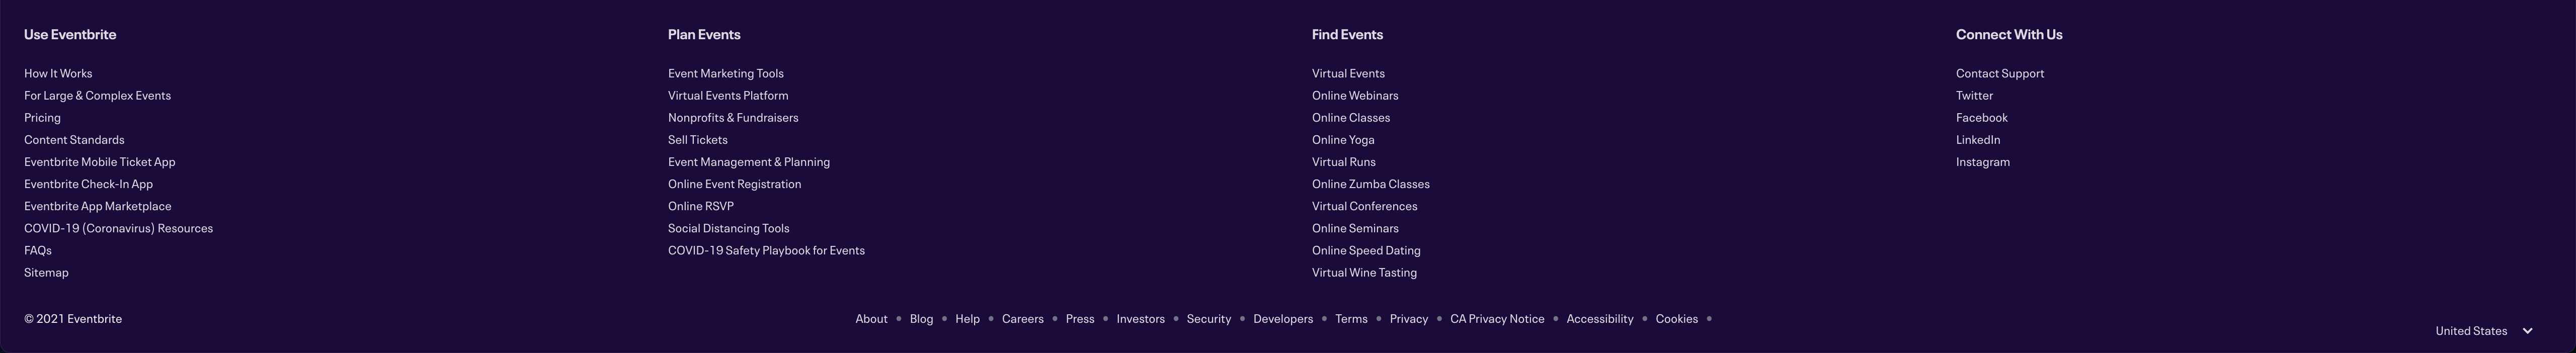 Use Eventbrite
How It Works
For Large & Complex Events
Pricing
Content Standards
Eventbrite Mobile Ticket App
Eventbrite Check-In App
Eventbrite App Marketplace
COVID-19 (Coronavirus) Resources
FAQs
Sitemap
Plan Events
Event Marketing Tools
Virtual Events Platform
Nonprofits & Fundraisers
Sell Tickets
Event Management & Planning
Online Event Registration
Online RSVP
Social Distancing Tools
COVID-19 Safety Playbook for Events
Find Events
Virtual Events
Online Webinars
Online Classes
Online Yoga
Virtual Runs
Online Zumba Classes
Virtual Conferences
Online Seminars
Online Speed Dating
Virtual Wine Tasting
Connect With Us
Contact Support
Twitter
Facebook
LinkedIn
Instagram
© 2021 Eventbrite
About • Blog • Help • Careers • Press • Investors • Security • Developers • Terms • Privacy • CA Privacy Notice • Accessibility • Cookies •
United States